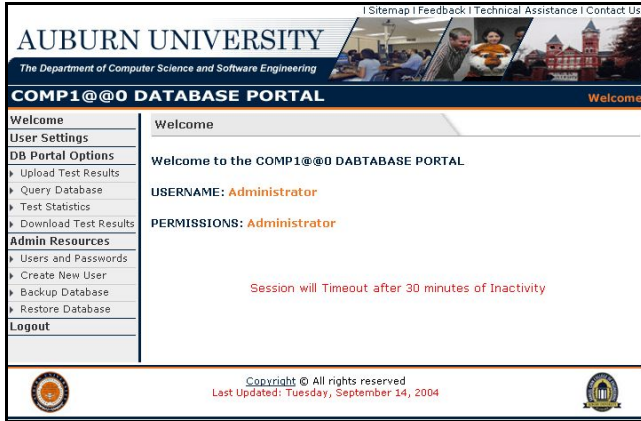 I Sitemap I Feedback I Technical Assistance I Contact Us
AUBURN UNIVERSITY
The Department of Computer Science and Software Engineering
COMP1@@0 DATABASE PORTAL
Welcome
Welcome
User Settings
DB Portal Options
Upload Test Results
Query Database
Test Statistics
Download Test Results
Admin Resources
Users and Passwords
Create New User
Backup Database
Restore Database
Logout
Welcome
Welcome to the COMP1@@0 DABTABASE PORTAL
USERNAME: Administrator
PERMISSIONS: Administrator
Session will Timeout after 30 minutes of Inactivity
Copyright © All rights reserved
Last Updated: Tuesday, September 14, 2004